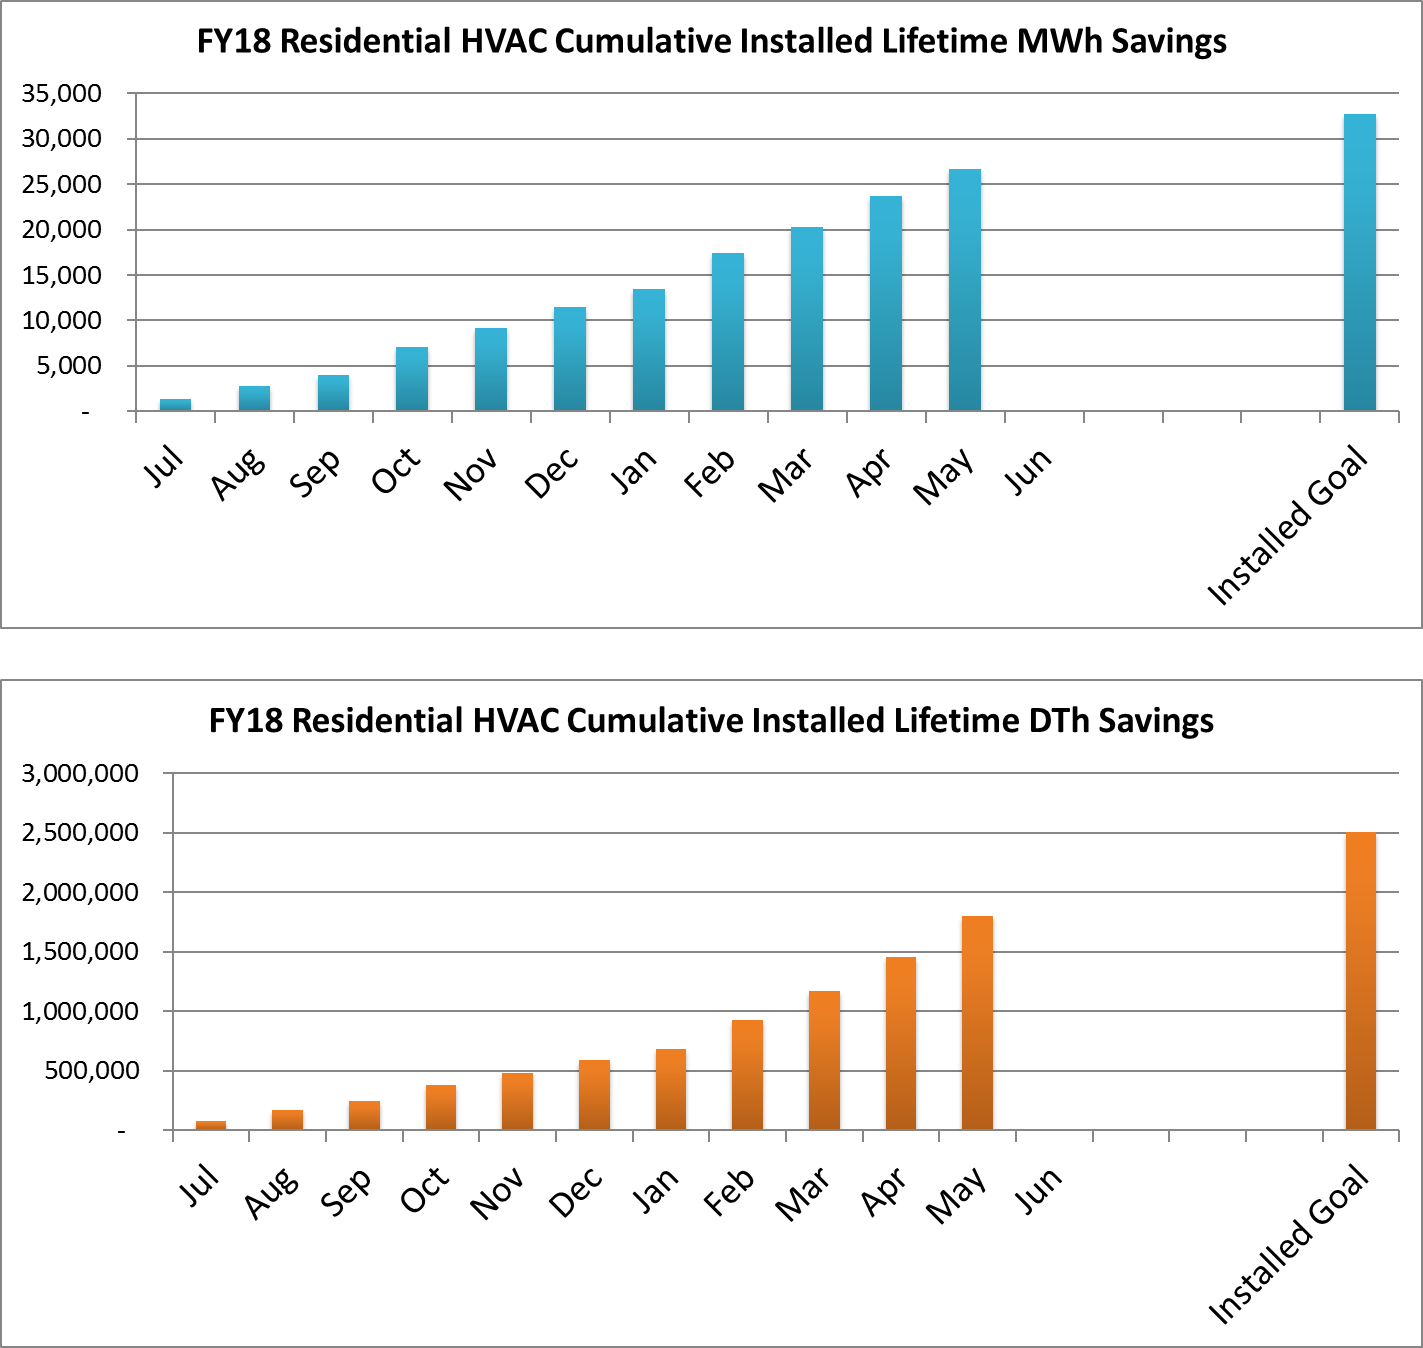 FY18 Residential HVAC Cumulative Installed Lifetime MWh Savings
35,000
30,000
25,000
20,000
15,000
10,000
5,000
-
Jul
Aug
Sep
Oct
Nov
Dec
Jan
Feb
Mar
Apr
May
Jun
Installed Goal
FY18 Residential HVAC Cumulative Installed Lifetime DTh Savings
3,000,000
2,500,000
2,000,000
1,500,000
1,000,000
500,000
-
Jul
Aug
Sep
Oct
Nov
Dec
Jan
Feb
Mar
Apr
May
Jun
Installed Goal